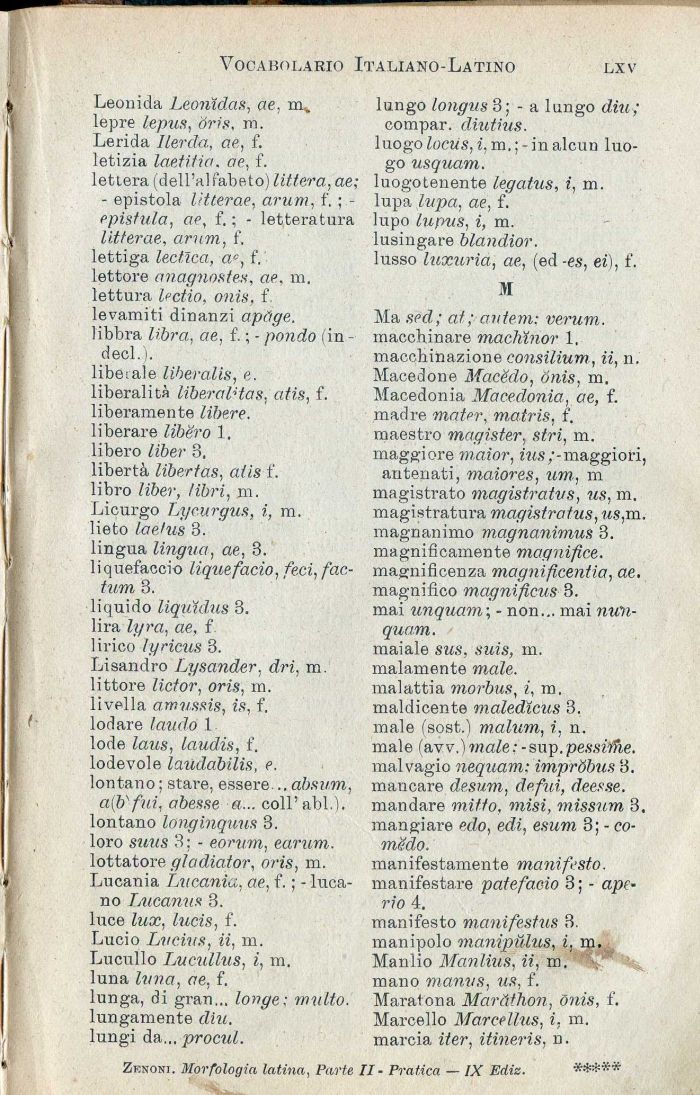 VOCABOLARIO ITALIANO-LATINO LXV
Leonida Leonĭdas, ae, m.
lepre lepus, ŏris, m.
Lerida Ilerda, ae, f.
letizia laetitia, ae, f.
lettera (dell'alfabeto) littera, ae;
- epistola litterae, arum, f.; -
epistula, ae, f.; - letteratura
litterae, arum, f.
lettiga lectīca, ae, f.
lettore anagnostes, ae, m.
lettura lectio, onis, f.
levamiti dinanzi apăge.
libbra libra, ae, f.; - pondo (in-
decl.).
liberale liberalis, e.
liberalità liberalitas, atis, f.
liberamente libere.
liberare libĕro 1.
libero liber 3.
libertà libertas, atis f.
libro liber, libri, m.
Licurgo Lycurgus, i, m.
lieto laetus 3.
lingua lingua, ae, 3.
liquefaccio liquefacio, feci, fac-
tum 3.
liquido liquĭdus 3.
lira lyra, ae, f.
lirico lyricus 3.
Lisandro Lysander, dri, m.
littore lictor, oris, m.
livella amussis, is, f.
lodare laudo 1.
lode laus, laudis, f.
lodevole laudabilis, e.
lontano; stare, essere... absum,
a(b) fui, abesse a... coll' abl.).
lontano longinquus 3.
loro suus 3; - eorum, earum.
lottatore gladiator, oris, m.
Lucania Lucania, ae, f.; - luca-
no Lucanus 3.
luce lux, lucis, f.
Lucio Lucius, ii, m.
Lucullo Lucullus, i, m.
luna luna, ae, f.
lunga, di gran... longe; multo.
lungamente diu.
lungi da... procul.
lungo longus 3; - a lungo diu;
compar. diutius.
luogo locus, i, m.; - in alcun luo-
go usquam.
luogotenente legatus, i, m.
lupa lupa, ae, f.
lupo lupus, i, m.
lusingare blandior.
lusso luxuria, ae, (ed -es, ei), f.
M
Ma sed; at; autem; verum.
macchinare machĭnor 1.
macchinazione consilium, ii, n.
Macedone Macĕdo, ŏnis, m.
Macedonia Macedonia, ae, f.
madre mater, matris, f.
maestro magister, stri, m.
maggiore maior, ius; - maggiori,
antenati, maiores, um, m
magistrato magistratus, us, m.
magistratura magistratus, us, m.
magnanimo magnanimus 3.
magnificamente magnifice.
magnificenza magnificentia, ae.
magnifico magnificus 3.
mai unquam; - non... mai nun-
quam.
maiale sus, suis, m.
malamente male.
malattia morbus, i, m.
maldicente maledĭcus 3.
male (sost.) malum, i, n.
male (avv.) male; - sup. pessime.
malvagio nequam; imprŏbus 3.
mancare desum, defui, deesse.
mandare mitto, misi, missum 3.
mangiare edo, edi, esum 3; - co-
mĕdo.
manifestamente manifesto.
manifestare patefacio 3; - ape-
rio 4.
manifesto manifestus 3.
manipolo manipŭlus, i, m.
Manlio Manlius, ii, m.
mano manus, us, f.
Maratona Marăthon, ōnis, f.
Marcello Marcellus, i, m.
marcia iter, itineris, n.
ZENONI. Morfologia latina, Parte II - Pratica — IX Ediz. *****